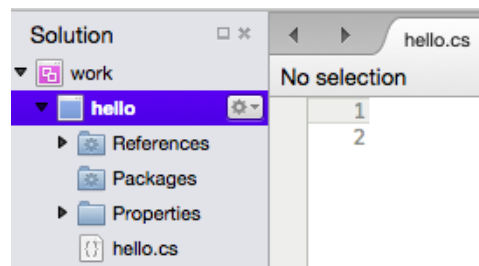 Solution
work
hello
References
Packages
Properties
hello.cs
hello.cs
No selection
1
2